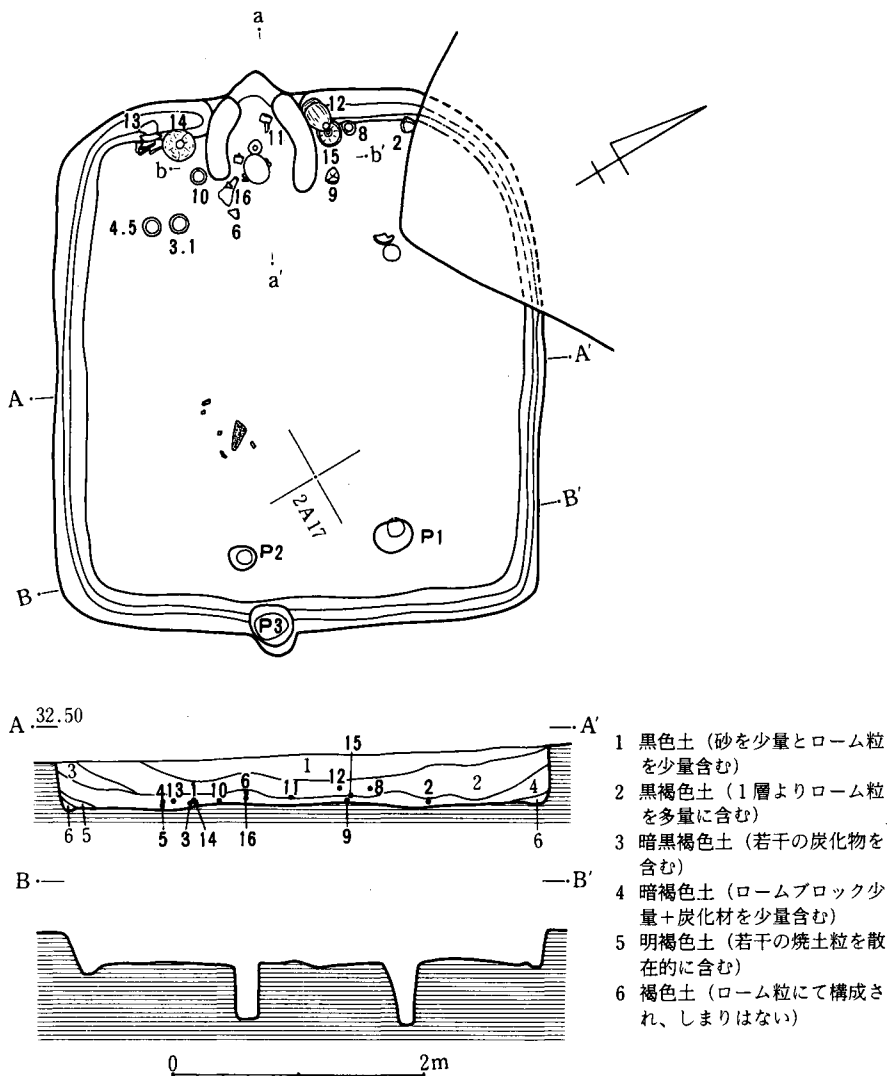 a
13 14
12
11
8
2
15
b b'
10
16
9
4.5
3.1
6
a'
A A'
2A17
B'
P2
P1
B
P3
A 32.50 A'
15
1
3
12
4 13 1 10 6 11 8 2 2 4
6 5 5 3 14 16 9 6
B B'
0 2m
1 黒色土（砂を少量とローム粒
を少量含む）
2 黒褐色土（1層よりローム粒
を多量に含む）
3 暗黒褐色土（若干の炭化物を
含む）
4 暗褐色土（ロームブロック少
量＋炭化材を少量含む）
5 明褐色土（若干の焼土粒を散
在的に含む）
6 褐色土（ローム粒にて構成さ
れ、しまりはない）